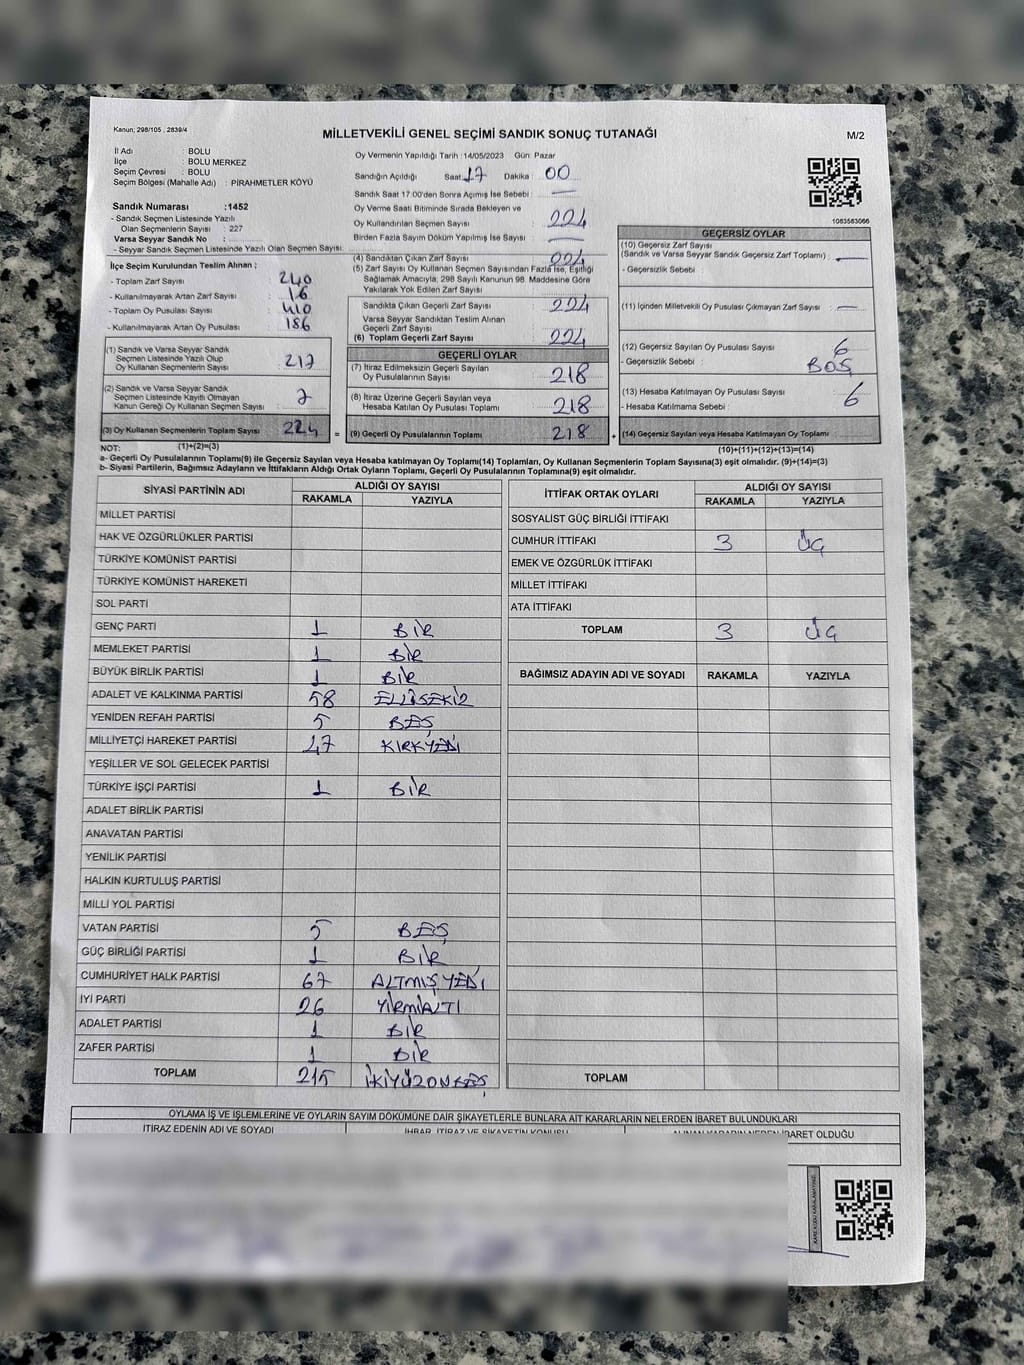 Kanun; 298/105 , 2839/4
MİLLETVEKİLİ GENEL SEÇİMİ SANDIK SONUÇ TUTANAĞI
M/2
İl Adı : BOLU
İlçe : BOLU MERKEZ
Seçim Çevresi : BOLU
Seçim Bölgesi (Mahalle Adı) : PİRAHMETLER KÖYÜ
Sandık Numarası :1452
- Sandık Seçmen Listesinde Yazılı
Olan Seçmenlerin Sayısı : 227
Varsa Seyyar Sandık No :
- Seyyar Sandık Seçmen Listesinde Yazılı Olan Seçmen Sayısı:
İlçe Seçim Kurulundan Teslim Alınan ;
- Toplam Zarf Sayısı : 240
- Kullanılmayarak Artan Zarf Sayısı : 16
- Toplam Oy Pusulası Sayısı : 410
- Kullanılmayarak Artan Oy Pusulası : 186
(1) Sandık ve Varsa Seyyar Sandık
Seçmen Listesinde Yazılı Olup
Oy Kullanan Seçmenlerin Sayısı : 217
(2) Sandık ve Varsa Seyyar Sandık
Seçmen Listesinde Kayıtlı Olmayan
Kanun Gereği Oy Kullanan Seçmen Sayısı : 7
(3) Oy Kullanan Seçmenlerin Toplam Sayısı : 224
Oy Vermenin Yapıldığı Tarih :14/05/2023 Gün: Pazar
Sandığın Açıldığı Saat : 17 Dakika : 00
Sandık Saat 17.00'den Sonra Açımış İse Sebebi : —
Oy Verme Saati Bitiminde Sırada Bekleyen ve
Oy Kullandırılan Seçmen Sayısı : 224
Birden Fazla Sayım Döküm Yapılmış İse Sayısı : —
(4) Sandıktan Çıkan Zarf Sayısı : 224
(5) Zarf Sayısı Oy Kullanan Seçmen Sayısından Fazla İse, Eşitliği
Sağlamak Amacıyla, 298 Sayılı Kanunun 98. Maddesine Göre
Yakılarak Yok Edilen Zarf Sayısı :
Sandıkta Çıkan Geçerli Zarf Sayısı : 224
Varsa Seyyar Sandıktan Teslim Alınan
Geçerli Zarf Sayısı :
(6) Toplam Geçerli Zarf Sayısı : 224
GEÇERLİ OYLAR
(7) İtiraz Edilmeksizin Geçerli Sayılan
Oy Pusulalarının Sayısı : 218
(8) İtiraz Üzerine Geçerli Sayılan ve
Hesaba Katılan Oy Pusulası Toplamı : 218
= (9) Geçerli Oy Pusulalarının Toplamı : 218
1083583066
GEÇERSİZ OYLAR
(10) Geçersiz Zarf Sayısı
(Sandık ve Varsa Seyyar Sandık Geçersiz Zarf Toplamı) : —
- Geçersizlik Sebebi :
(11) İçinden Milletvekili Oy Pusulası Çıkmayan Zarf Sayısı : —
(12) Geçersiz Sayılan Oy Pusulası Sayısı : 6
- Geçersizlik Sebebi : BOŞ
(13) Hesaba Katılmayan Oy Pusulası Sayısı : 6
- Hesaba Katılmama Sebebi :
+ (14) Geçersiz Sayılan veya Hesaba Katılmayan Oy Toplamı :
NOT: (1)+(2)=(3)
(10)+(11)+(12)+(13)=(14)
a- Geçerli Oy Pusulasının Toplamı(9) ile Geçersiz Sayılan veya Hesaba Katılmayan Oy Toplamı(14) Toplamları, Oy Kullanan Seçmenlerin Toplam Sayısına(3) eşit olmalıdır. (9)+(14)=(3)
b- Siyasi Partilerin, Bağımsız Adayların ve İttifakların Aldığı Ortak Oyların Toplamı, Geçerli Oy Pusulalarının Toplamına(9) eşit olmalıdır.
SİYASİ PARTİNİN ADI ALDIĞI OY SAYISI
RAKAMLA YAZIYLA
MİLLET PARTİSİ
HAK VE ÖZGÜRLÜKLER PARTİSİ
TÜRKİYE KOMÜNİST PARTİSİ
TÜRKİYE KOMÜNİST HAREKETİ
SOL PARTİ
GENÇ PARTİ 1 BİR
MEMLEKET PARTİSİ 1 BİR
BÜYÜK BİRLİK PARTİSİ 1 BİR
ADALET VE KALKINMA PARTİSİ 58 ELLİSEKİZ
YENİDEN REFAH PARTİSİ 5 BEŞ
MİLLİYETÇİ HAREKET PARTİSİ 47 KIRKYEDİ
YEŞİLLER VE SOL GELECEK PARTİSİ
TÜRKİYE İŞÇİ PARTİSİ 1 BİR
ADALET BİRLİK PARTİSİ
ANAVATAN PARTİSİ
YENİLİK PARTİSİ
HALKIN KURTULUŞ PARTİSİ
MİLLİ YOL PARTİSİ
VATAN PARTİSİ 5 BEŞ
GÜÇ BİRLİĞİ PARTİSİ 1 BİR
CUMHURİYET HALK PARTİSİ 67 ALTMIŞYEDİ
İYİ PARTİ 26 YİRMİALTI
ADALET PARTİSİ 1 BİR
ZAFER PARTİSİ 1 BİR
TOPLAM 215 İKİYÜZONBEŞ
İTTİFAK ORTAK OYLARI ALDIĞI OY SAYISI
RAKAMLA YAZIYLA
SOSYALİST GÜÇ BİRLİĞİ İTTİFAKI
CUMHUR İTTİFAKI 3 ÜÇ
EMEK VE ÖZGÜRLÜK İTTİFAKI
MİLLET İTTİFAKI
ATA İTTİFAKI
TOPLAM 3 ÜÇ
BAĞIMSIZ ADAYIN ADI VE SOYADI RAKAMLA YAZIYLA
TOPLAM
OYLAMA İŞ VE İŞLEMLERİNE VE OYLARIN SAYIM DÖKÜMÜNE DAİR ŞİKAYETLERLE BUNLARA AİT KARARLARIN NELERDEN İBARET BULUNDUKLARI
İTİRAZ EDENİN ADI VE SOYADI İHBAR, İTİRAZ VE ŞİKAYETİN KONUSU ALINAN KARARIN NEDEN İBARET OLDUĞU